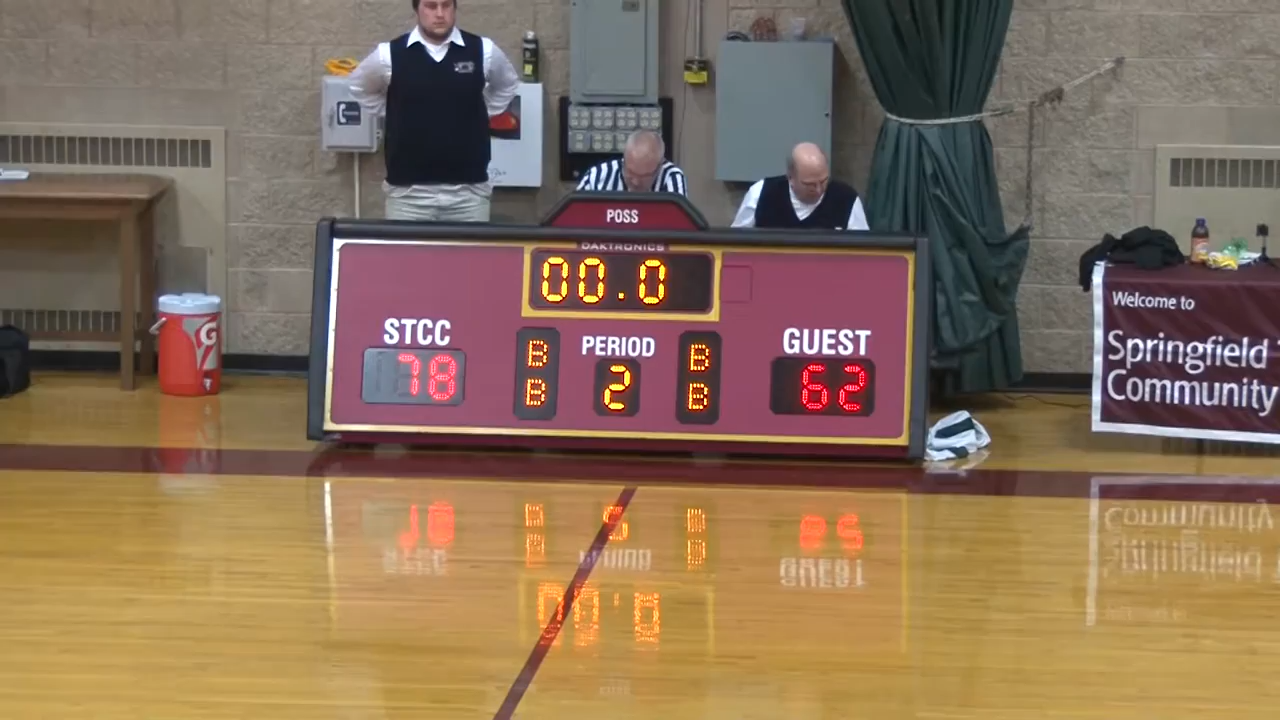 POSS
DAKTRONICS
00.0
STCC
PERIOD
GUEST
78
B
B
2
B
B
62
G
Welcome to
Springfield
Community